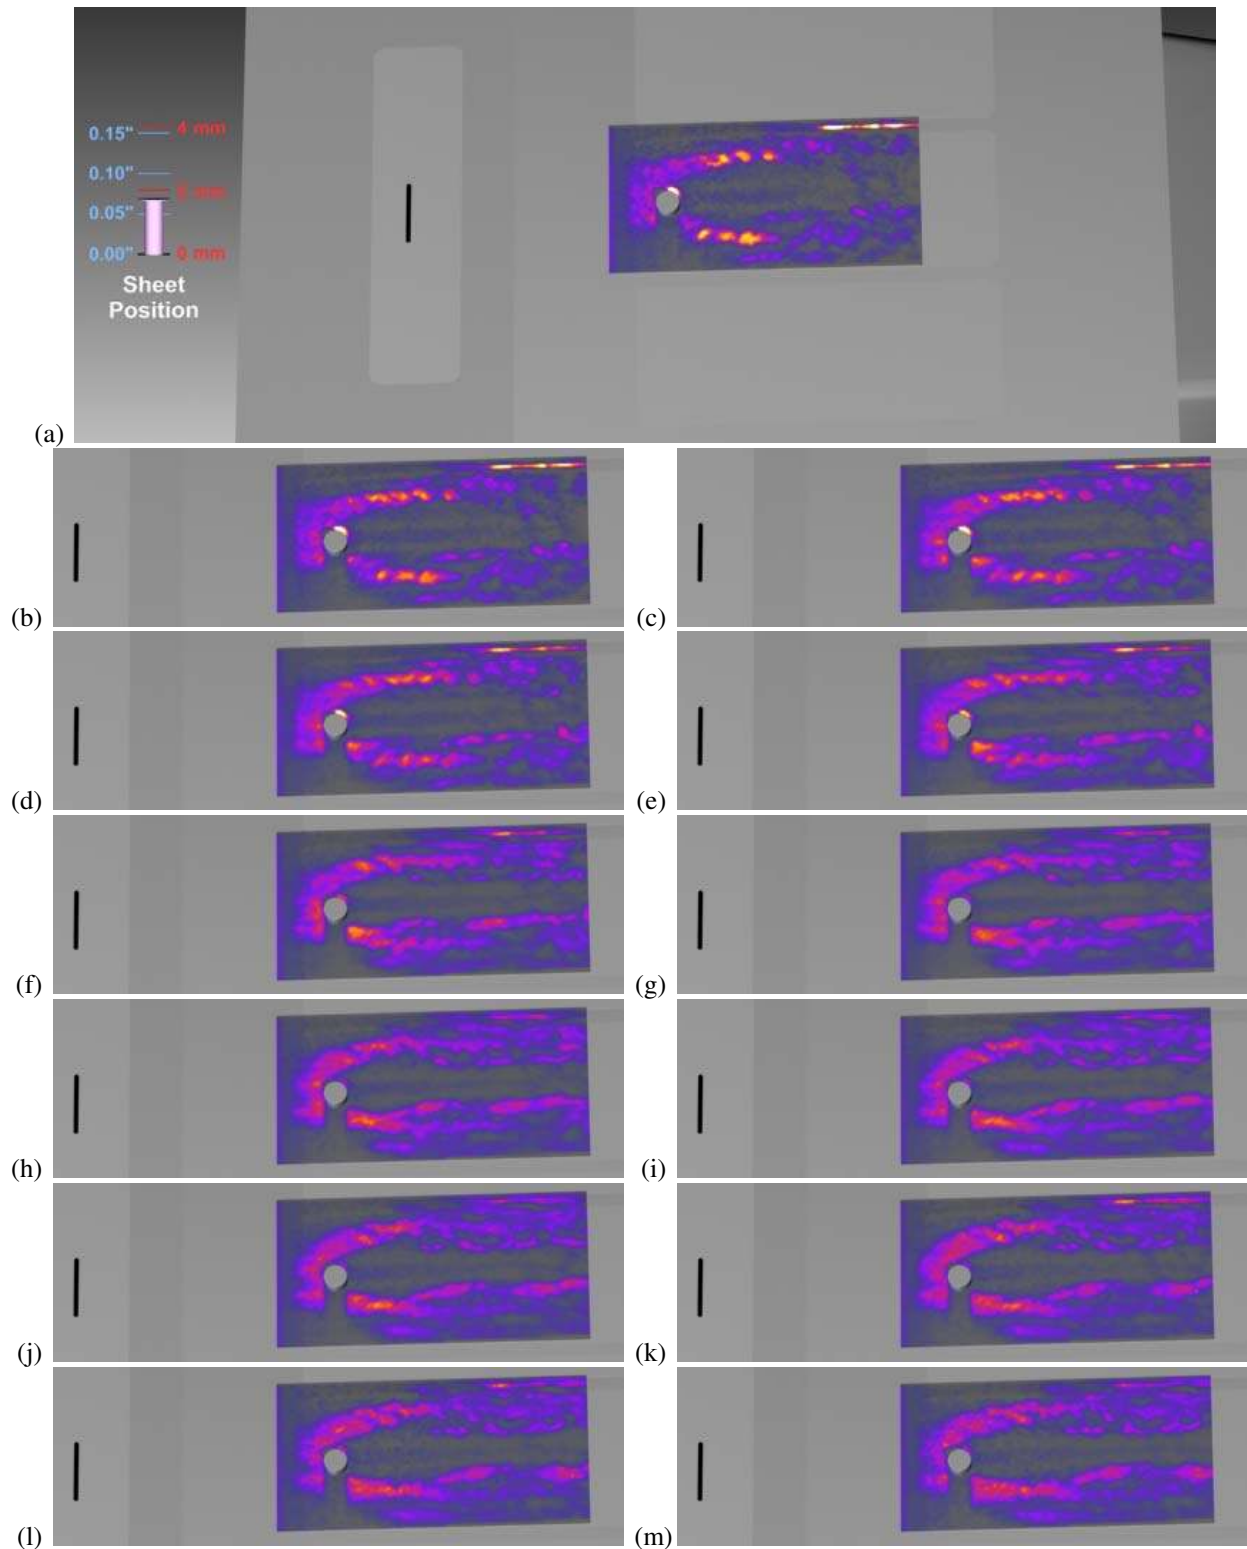 0.15" 4 mm
0.10"
2 mm
0.05"
0.00" 0 mm
Sheet
Position
(a)
(b) (c)
(d) (e)
(f) (g)
(h) (i)
(j) (k)
(l) (m)